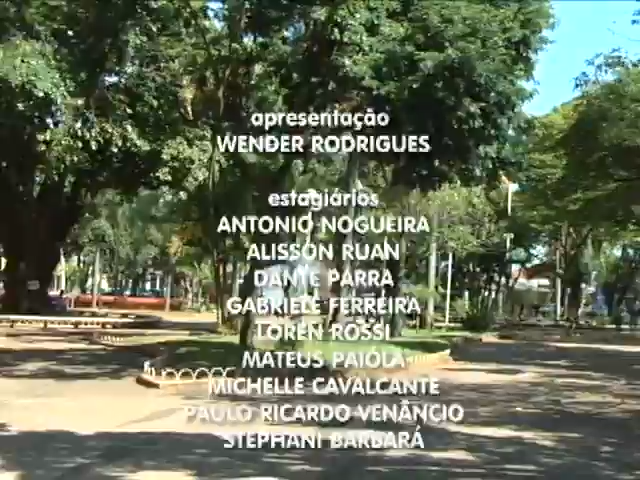 apresentação
WENDER RODRIGUES
estagiários
ANTONIO NOGUEIRA
ALISSON RUAN
DANTE PARRA
GABRIELE FERREIRA
LOREN ROSSI
MATEUS PAIÓLA
MICHELLE CAVALCANTE
PAULO RICARDO VENÂNCIO
STEPHANI BARBARÁ